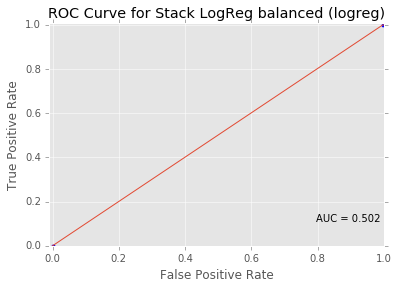 ROC Curve for Stack LogReg balanced (logreg)
1.0
0.8
0.6
0.4
0.2
0.0
True Positive Rate
AUC = 0.502
0.0 0.2 0.4 0.6 0.8 1.0
False Positive Rate